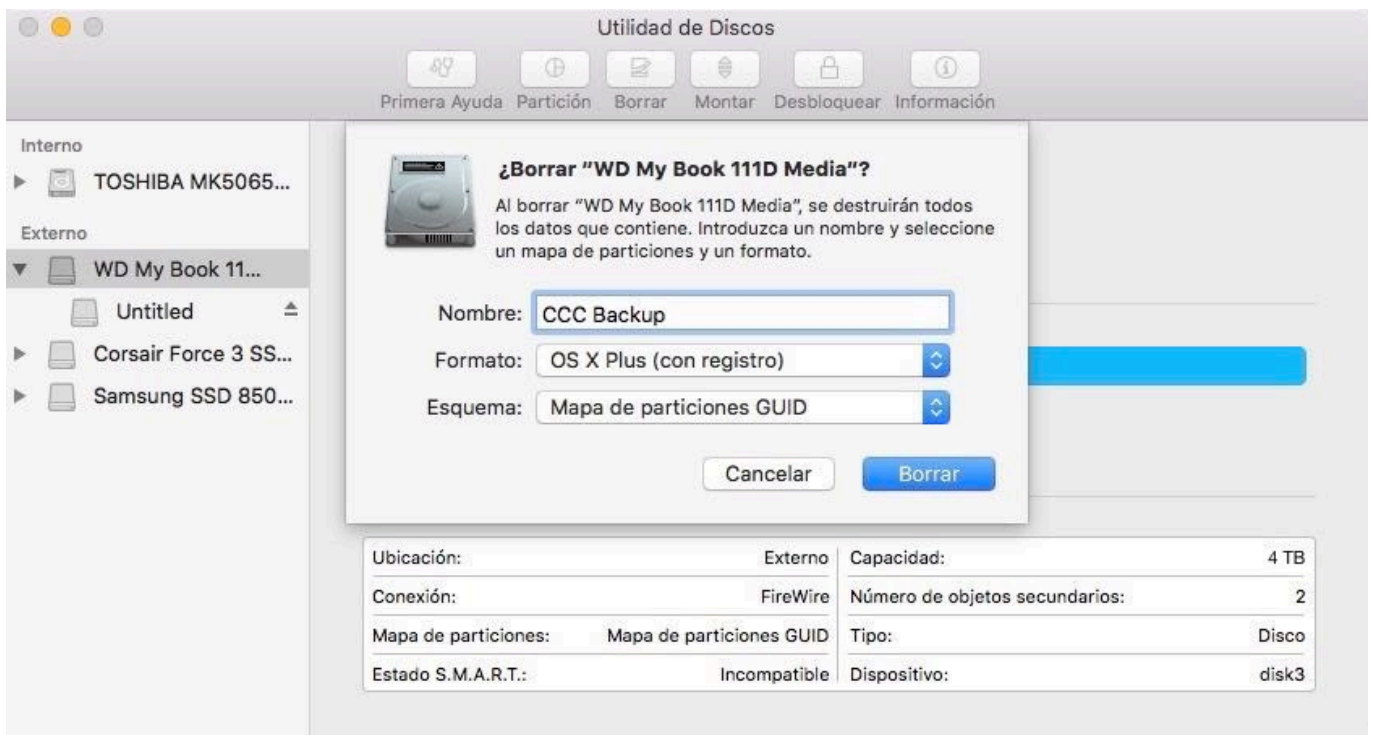 Utilidad de Discos
Primera Ayuda Partición Borrar Montar Desbloquear Información
Interno
TOSHIBA MK5065...
Externo
WD My Book 11...
Untitled
Corsair Force 3 SS...
Samsung SSD 850...
¿Borrar "WD My Book 111D Media"?
Al borrar "WD My Book 111D Media", se destruirán todos
los datos que contiene. Introduzca un nombre y seleccione
un mapa de particiones y un formato.
Nombre: CCC Backup
Formato: OS X Plus (con registro)
Esquema: Mapa de particiones GUID
Cancelar Borrar
Ubicación: Externo Capacidad: 4 TB
Conexión: FireWire Número de objetos secundarios: 2
Mapa de particiones: Mapa de particiones GUID Tipo: Disco
Estado S.M.A.R.T.: Incompatible Dispositivo: disk3